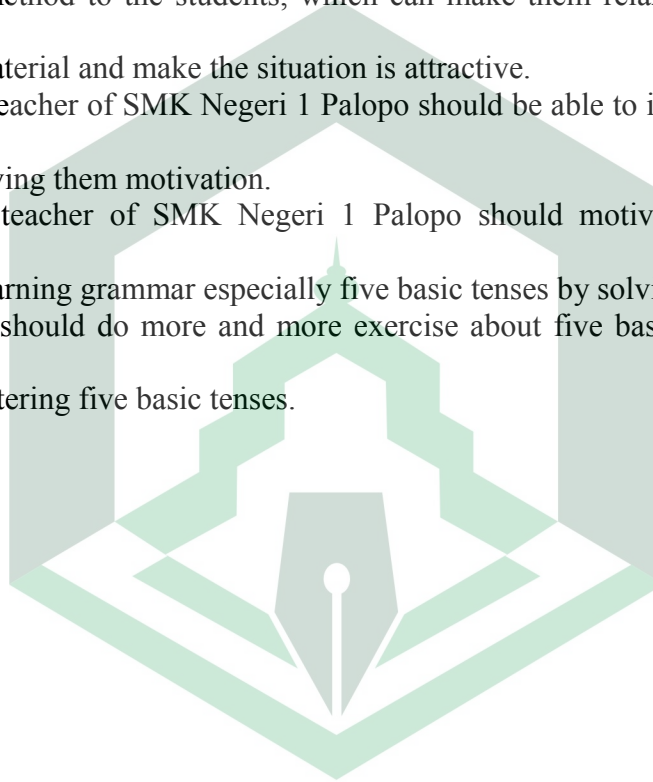 ethod to the students, which can make them rela
aterial and make the situation is attractive.
eacher of SMK Negeri 1 Palopo should be able to i
ving them motivation.
teacher of SMK Negeri 1 Palopo should motiv
arning grammar especially five basic tenses by solvi
should do more and more exercise about five bas
tering five basic tenses.